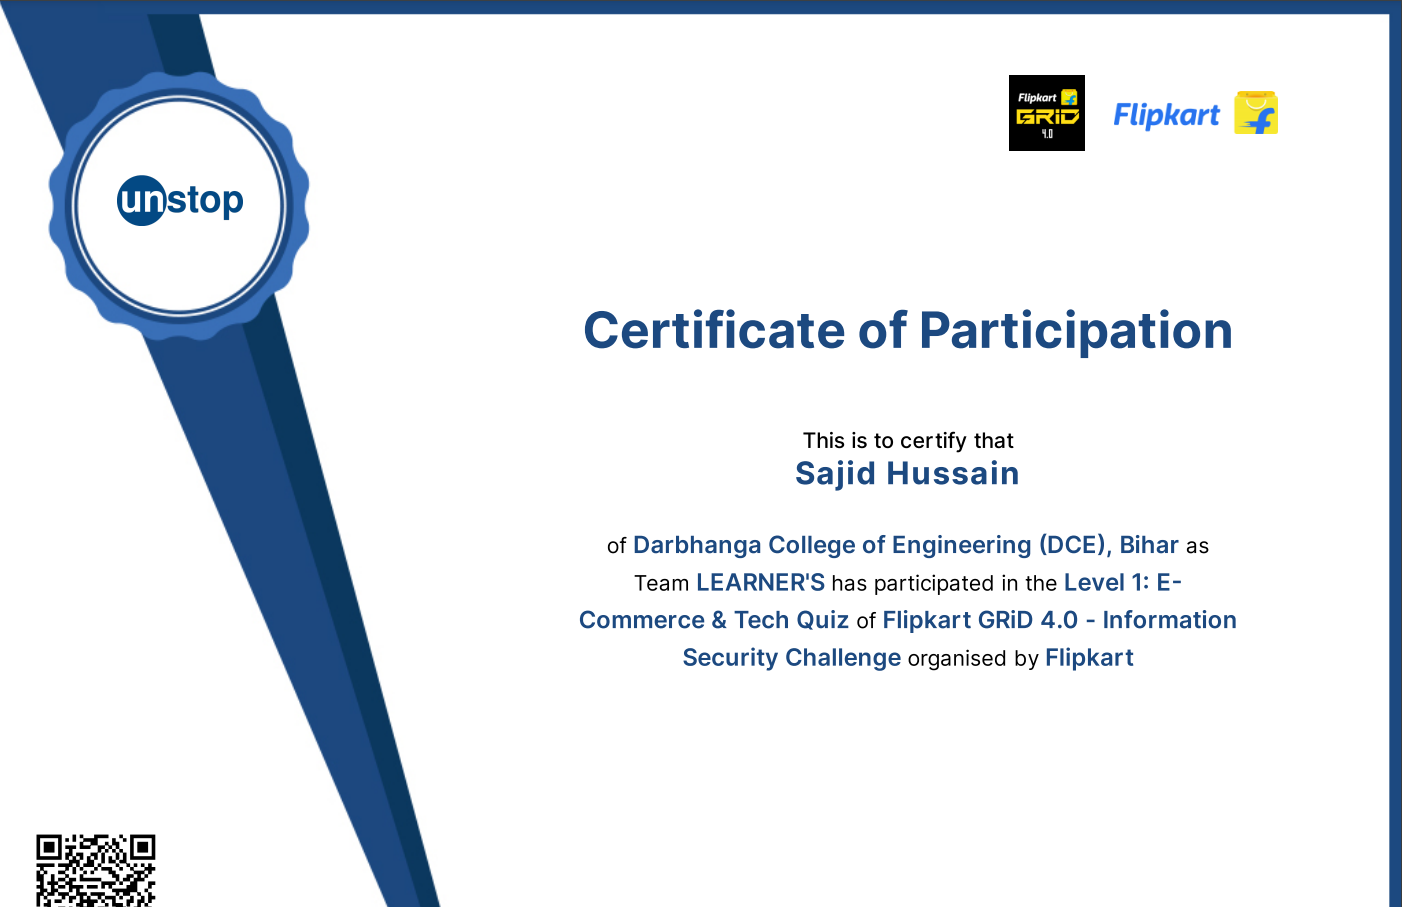 Flipkart
GRiD
4.0
Flipkart
unstop
Certificate of Participation
This is to certify that
Sajid Hussain
of Darbhanga College of Engineering (DCE), Bihar as
Team LEARNER'S has participated in the Level 1: E-
Commerce & Tech Quiz of Flipkart GRiD 4.0 - Information
Security Challenge organised by Flipkart